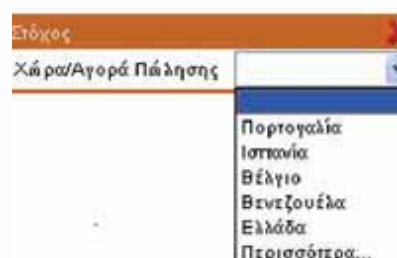 Στόχος
Χώρα/Αγορά Πώλησης
Πορτογαλία
Ισπανία
Βέλγιο
Βενεζουέλα
Ελλάδα
Περισσότερα...